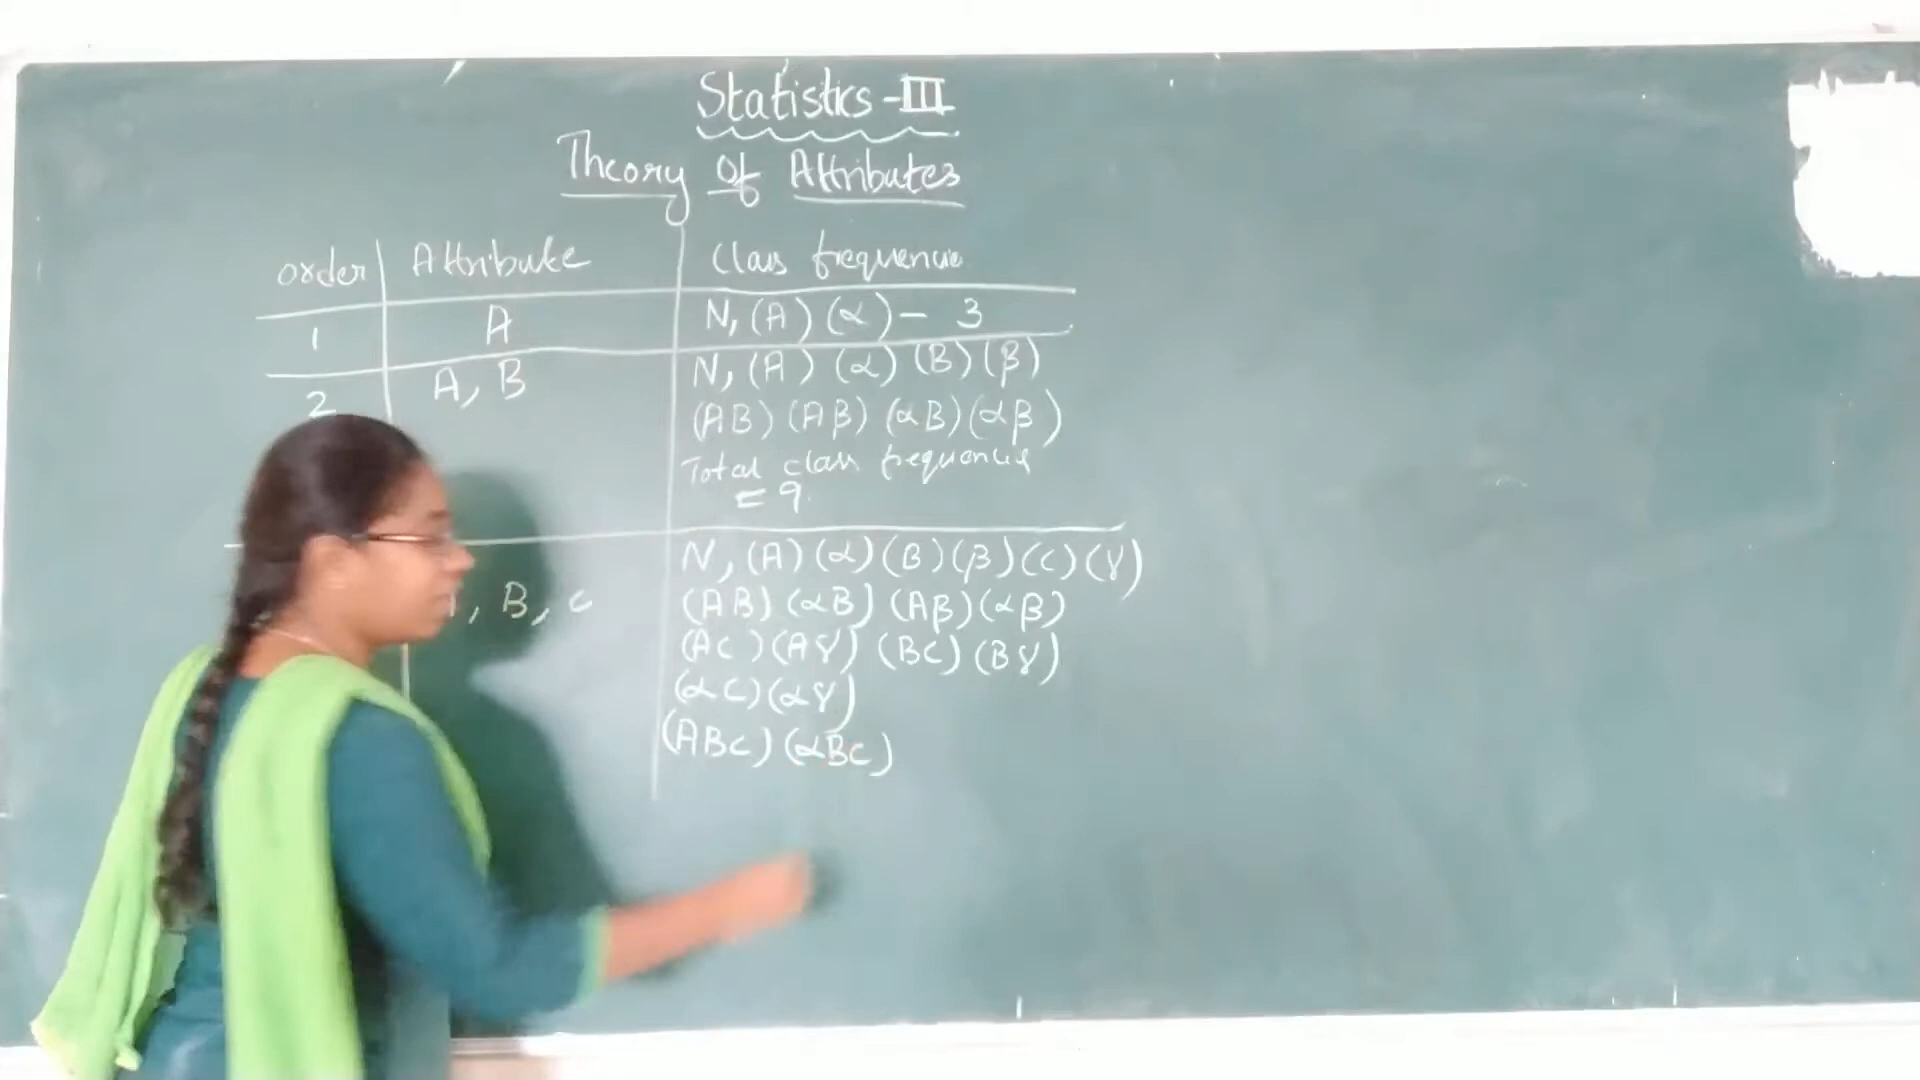 Statistics - III
Theory Of Attributes
order Attribute Class frequencie
1 A N, (A) (α) - 3
2 A, B N, (A) (α) (B) (β)
(AB) (Aβ) (αB) (αβ)
Total class frequencie
= 9.
, B, C N, (A) (α) (B) (β) (C) (γ)
(AB) (αB) (Aβ) (αβ)
(AC) (Aγ) (BC) (Bγ)
(αC) (αγ)
(ABC) (αBC)